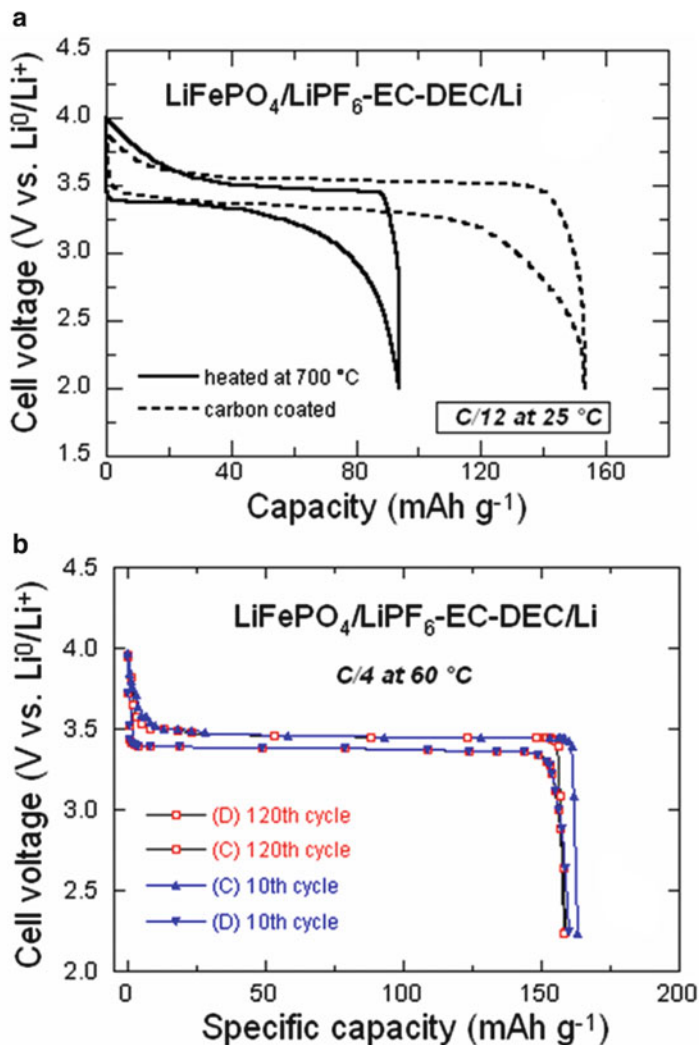 a
4.5
4.0
3.5
3.0
2.5
2.0
1.5
Cell voltage (V vs. Li⁰/Li⁺)
LiFePO₄/LiPF₆-EC-DEC/Li
heated at 700 °C
carbon coated
C/12 at 25 °C
0 40 80 120 160
Capacity (mAh g⁻¹)
b
4.5
4.0
3.5
3.0
2.5
2.0
Cell voltage (V vs. Li⁰/Li⁺)
LiFePO₄/LiPF₆-EC-DEC/Li
C/4 at 60 °C
(D) 120th cycle
(C) 120th cycle
(C) 10th cycle
(D) 10th cycle
0 50 100 150 200
Specific capacity (mAh g⁻¹)